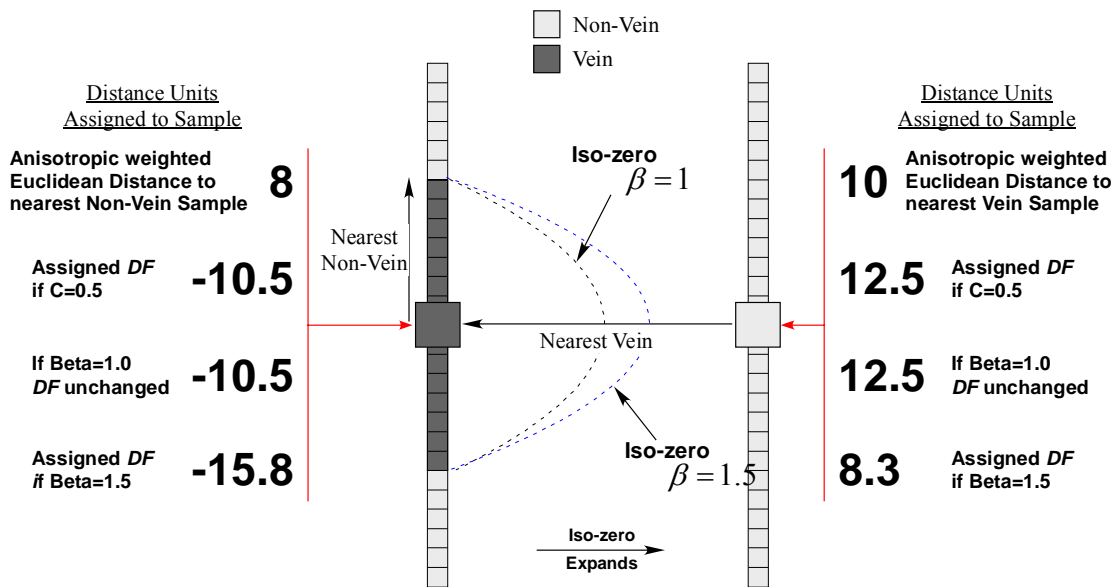 Non-Vein
Vein
Distance Units
Assigned to Sample
Anisotropic weighted
Euclidean Distance to
nearest Non-Vein Sample
8
Assigned DF
if C=0.5
-10.5
If Beta=1.0
DF unchanged
-10.5
Assigned DF
if Beta=1.5
-15.8
Nearest
Non-Vein
Iso-zero
β = 1
Nearest Vein
Iso-zero
β = 1.5
Iso-zero
Expands
Distance Units
Assigned to Sample
10
Anisotropic weighted
Euclidean Distance to
nearest Vein Sample
12.5
Assigned DF
if C=0.5
12.5
If Beta=1.0
DF unchanged
8.3
Assigned DF
if Beta=1.5